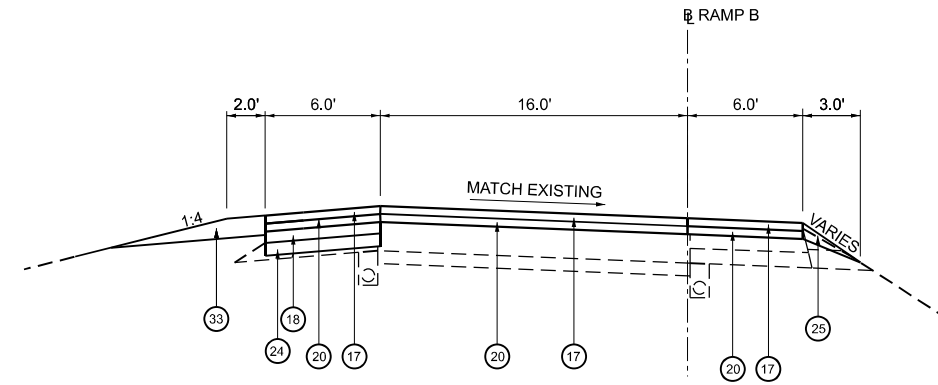 B RAMP B
2.0' 6.0' 16.0' 6.0' 3.0'
MATCH EXISTING
1:4
VARIES
33 24 18 20 17 20 17 20 17 25